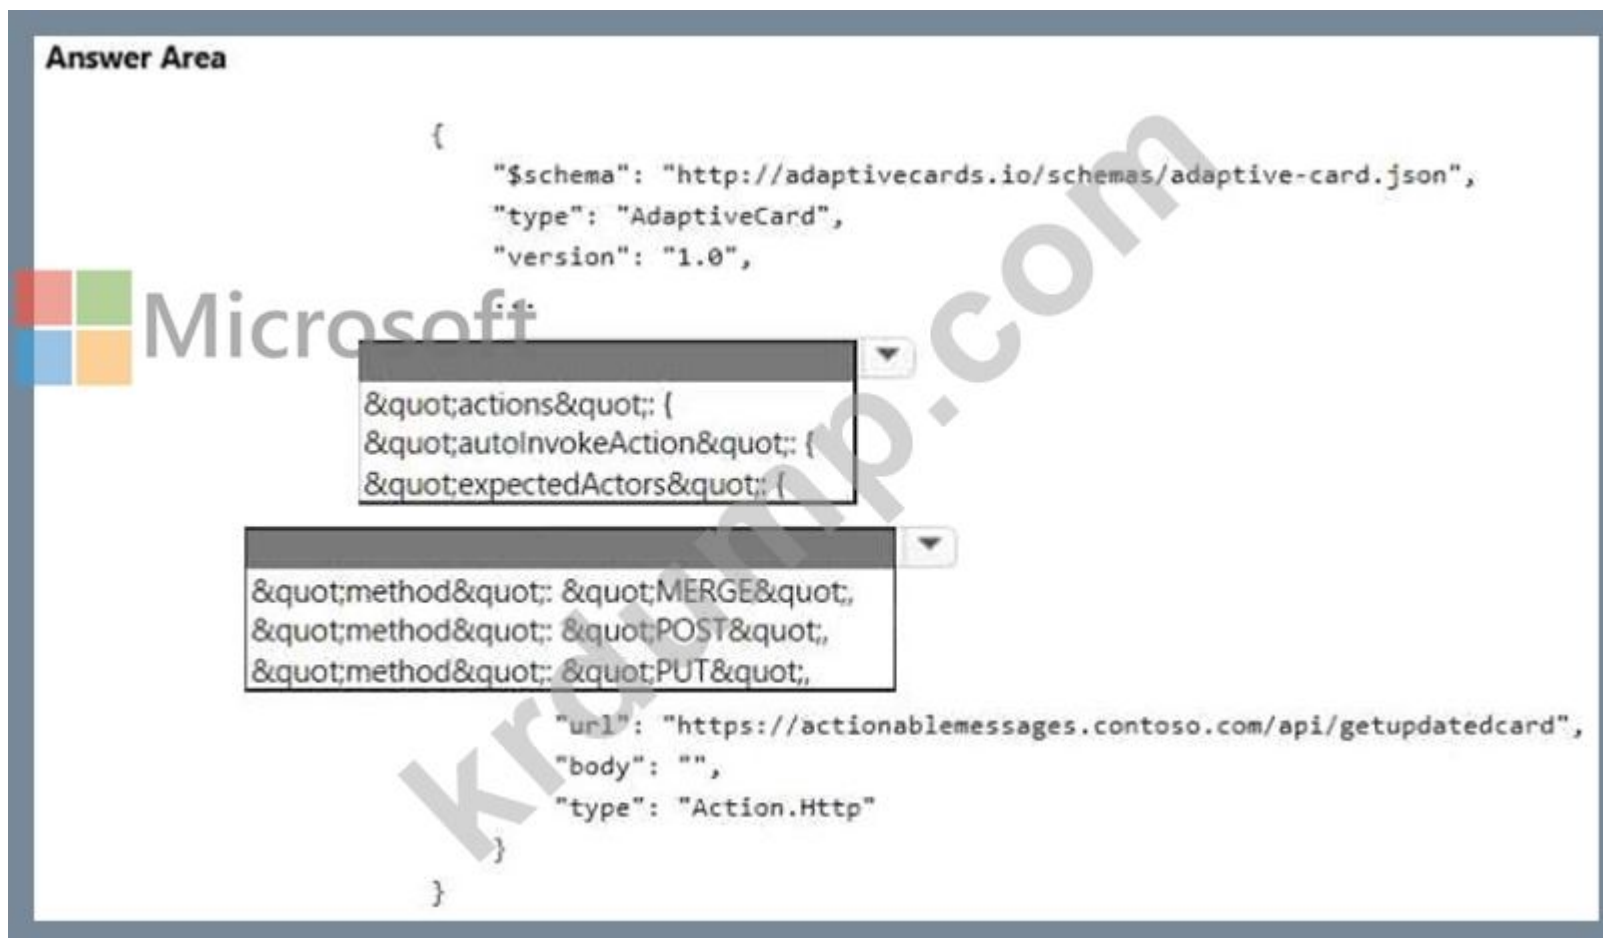 Answer Area
{
"$schema": "http://adaptivecards.io/schemas/adaptive-card.json",
"type": "AdaptiveCard",
"version": "1.0",
...
Microsoft
&quot;actions&quot;: {
&quot;autoInvokeAction&quot;: {
&quot;expectedActors&quot;: {
&quot;method&quot;: &quot;MERGE&quot;,
&quot;method&quot;: &quot;POST&quot;,
&quot;method&quot;: &quot;PUT&quot;,
"url": "https://actionablemessages.contoso.com/api/getupdatedcard",
"body": "",
"type": "Action.Http"
}
}
krdump.com